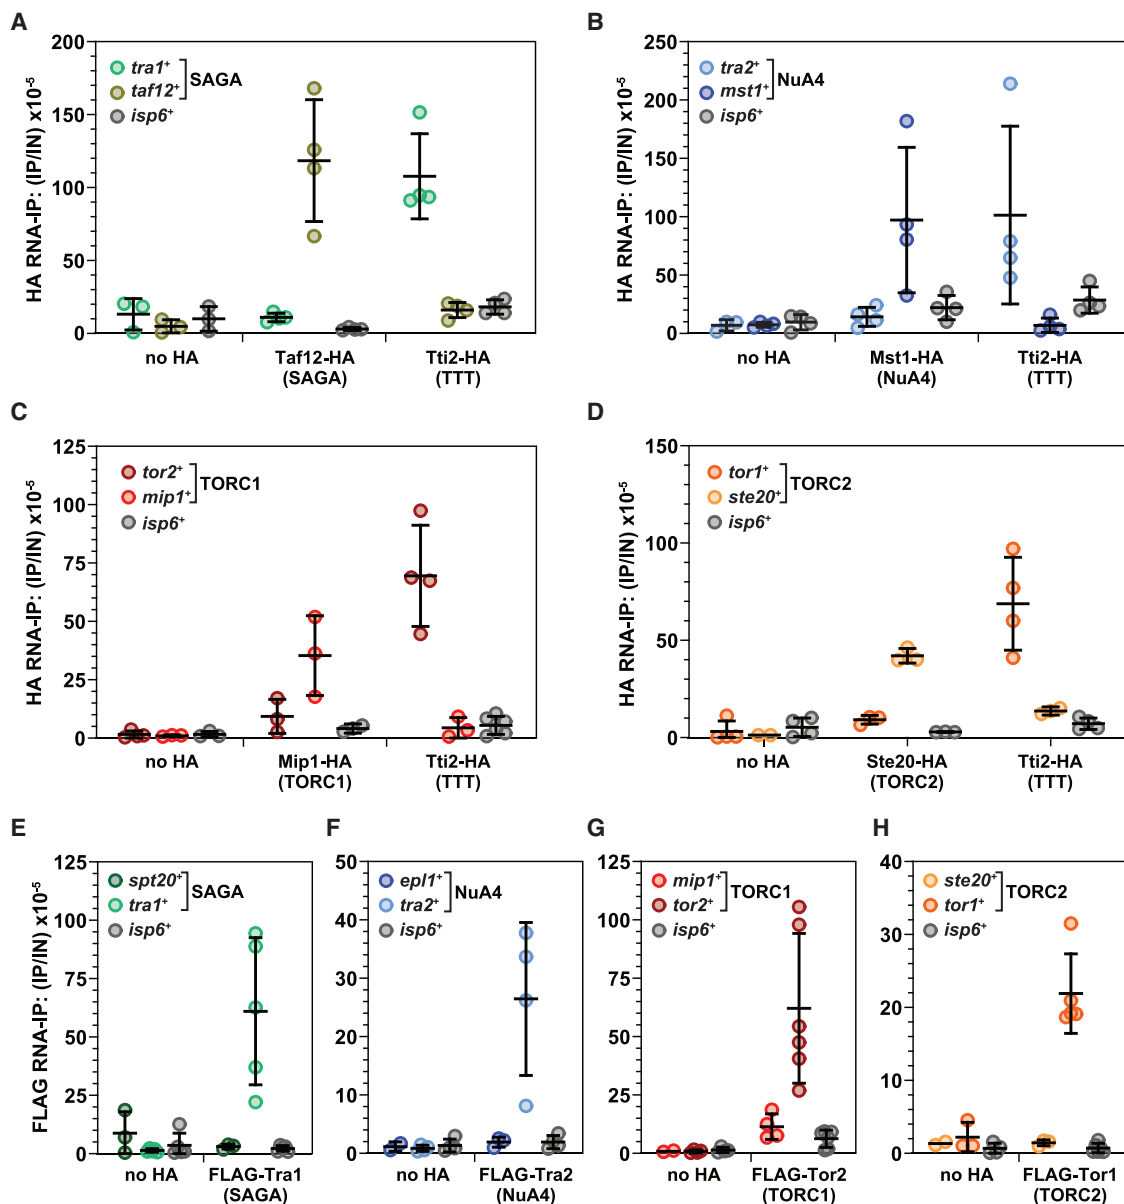 A
HA RNA-IP: (IP/IN) x10⁻⁵
200
150
100
50
0
tra1⁺
taf12⁺
SAGA
isp6⁺
no HA
Taf12-HA
(SAGA)
Tti2-HA
(TTT)
B
HA RNA-IP: (IP/IN) x10⁻⁵
250
200
150
100
50
0
tra2⁺
mst1⁺
NuA4
isp6⁺
no HA
Mst1-HA
(NuA4)
Tti2-HA
(TTT)
C
HA RNA-IP: (IP/IN) x10⁻⁵
125
100
75
50
25
0
tor2⁺
mip1⁺
TORC1
isp6⁺
no HA
Mip1-HA
(TORC1)
Tti2-HA
(TTT)
D
HA RNA-IP: (IP/IN) x10⁻⁵
150
100
50
0
tor1⁺
ste20⁺
TORC2
isp6⁺
no HA
Ste20-HA
(TORC2)
Tti2-HA
(TTT)
E
FLAG RNA-IP: (IP/IN) x10⁻⁵
125
100
75
50
25
0
spt20⁺
tra1⁺
SAGA
isp6⁺
no HA
FLAG-Tra1
(SAGA)
F
50
40
30
20
10
0
epl1⁺
tra2⁺
NuA4
isp6⁺
no HA
FLAG-Tra2
(NuA4)
G
125
100
75
50
25
0
mip1⁺
tor2⁺
TORC1
isp6⁺
no HA
FLAG-Tor2
(TORC1)
H
40
30
20
10
0
ste20⁺
tor1⁺
TORC2
isp6⁺
no HA
FLAG-Tor1
(TORC2)